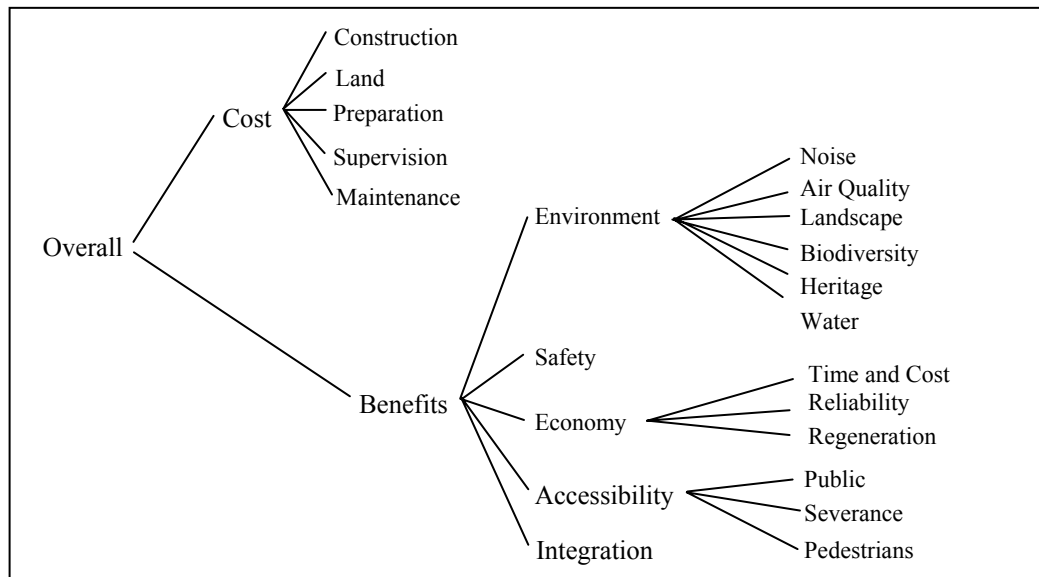 Overall
Cost
Construction
Land
Preparation
Supervision
Maintenance
Benefits
Environment
Noise
Air Quality
Landscape
Biodiversity
Heritage
Water
Safety
Economy
Time and Cost
Reliability
Regeneration
Accessibility
Public
Severance
Pedestrians
Integration